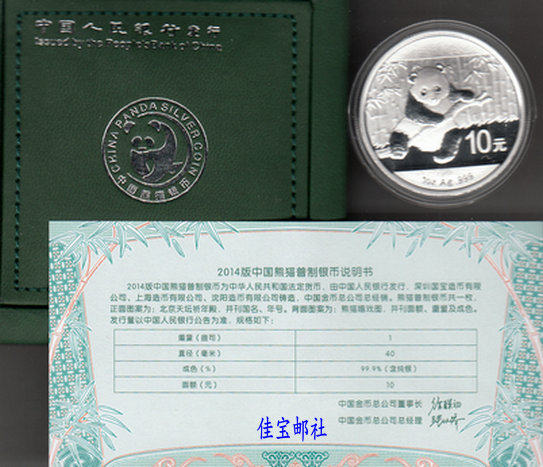 中国人民银行发行
Issued by the People's Bank of China
CHINA PANDA SILVER COIN
中国熊猫银币
10元
1oz Ag .999
2014版中国熊猫普制银币说明书
2014版中国熊猫普制银币为中华人民共和国法定货币，由中国人民银行发行，深圳国宝造币有限
公司、上海造币有限公司、沈阳造币有限公司铸造，中国金币总公司总经销。熊猫银币共一枚，
正面图案为：北京天坛祈年殿，并刊国名、年号。背面图案为：熊猫嬉戏图，并刊面额、重量及成色。
发行量以中国人民银行公告为准，规格如下：
重量（盎司） 1
直径（毫米） 40
成色（%） 99.9%（含纯银）
面额（元） 10
中国金币总公司董事长
中国金币总公司总经理
佳宝邮社